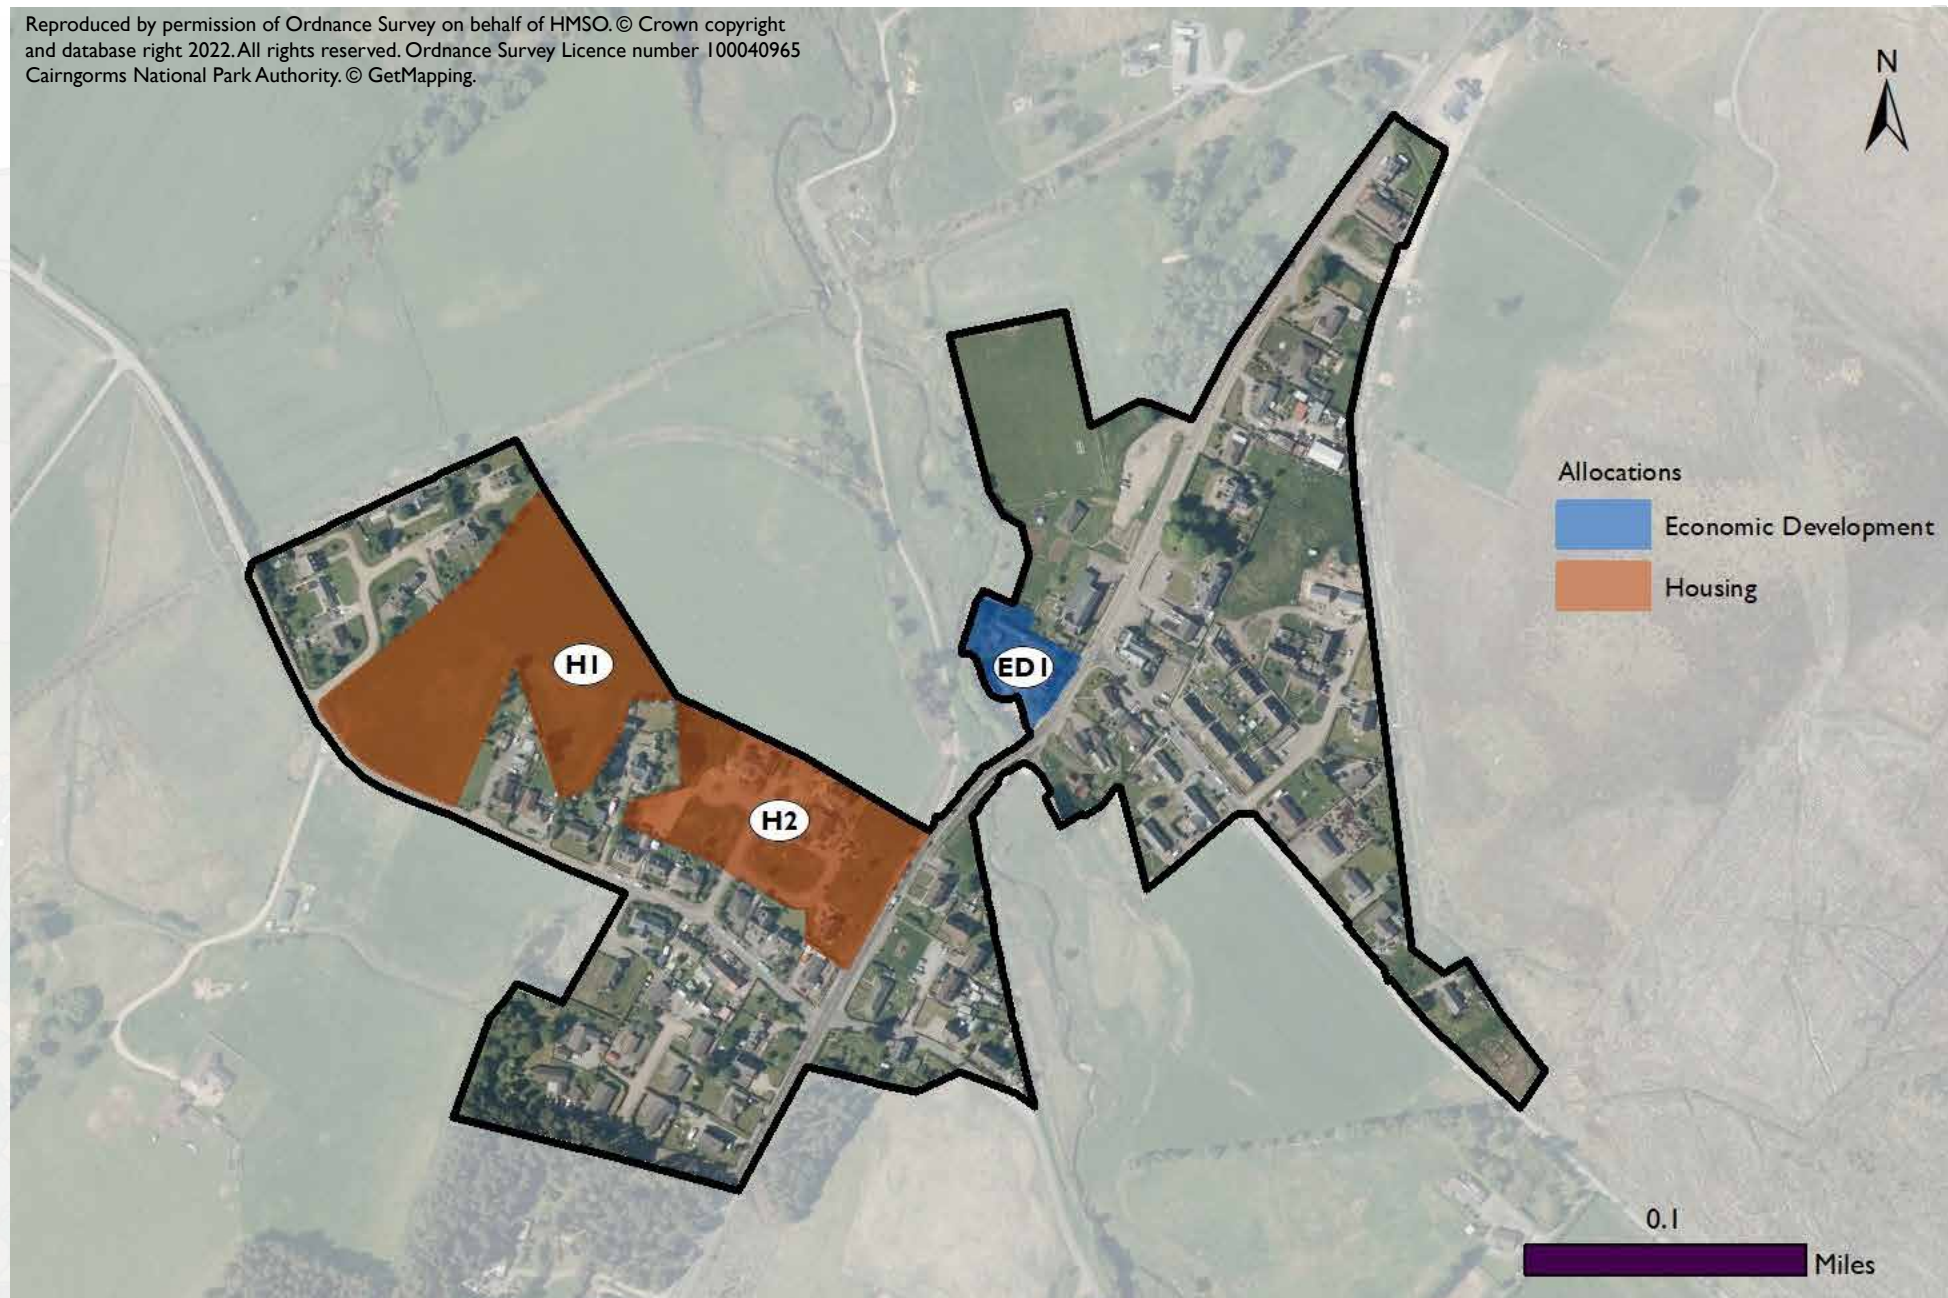 Reproduced by permission of Ordnance Survey on behalf of HMSO. © Crown copyright
and database right 2022. All rights reserved. Ordnance Survey Licence number 100040965
Cairngorms National Park Authority. © GetMapping.
N
Allocations
Economic Development
Housing
H1
ED1
H2
0.1
Miles